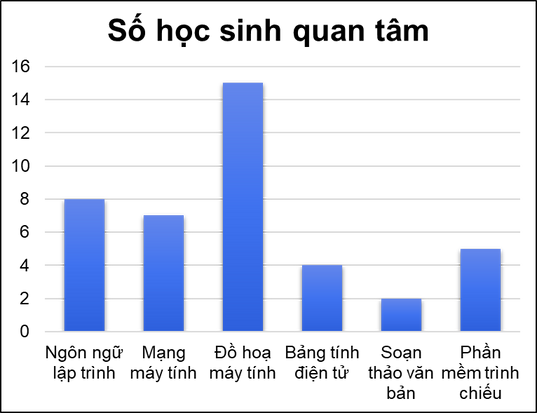 Số học sinh quan tâm
16
14
12
10
8
6
4
2
0
Ngôn ngữ
lập trình
Mạng
máy tính
Đồ hoạ
máy tính
Bảng tính
điện tử
Soạn
thảo văn
bản
Phần
mềm trình
chiếu